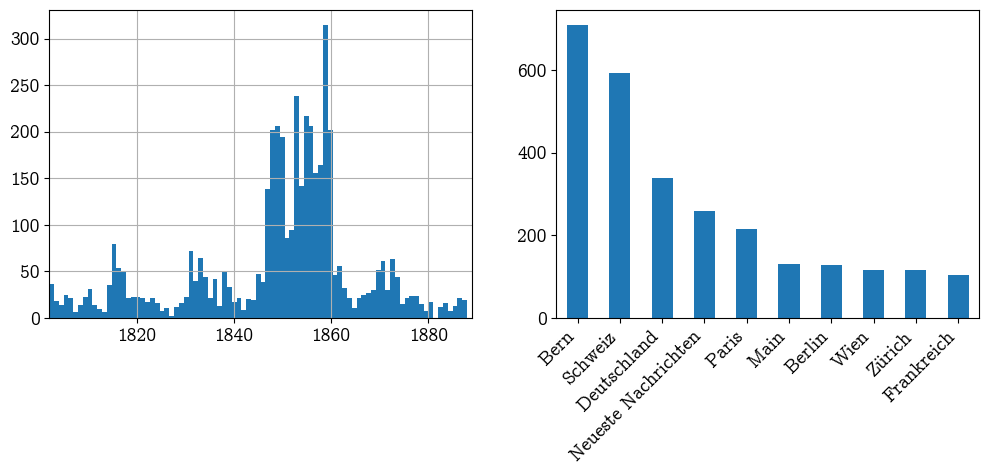 300
250
200
150
100
50
0
1820
1840
1860
1880
600
400
200
0
Bern
Schweiz
Deutschland
Neueste Nachrichten
Paris
Main
Berlin
Wien
Zürich
Frankreich